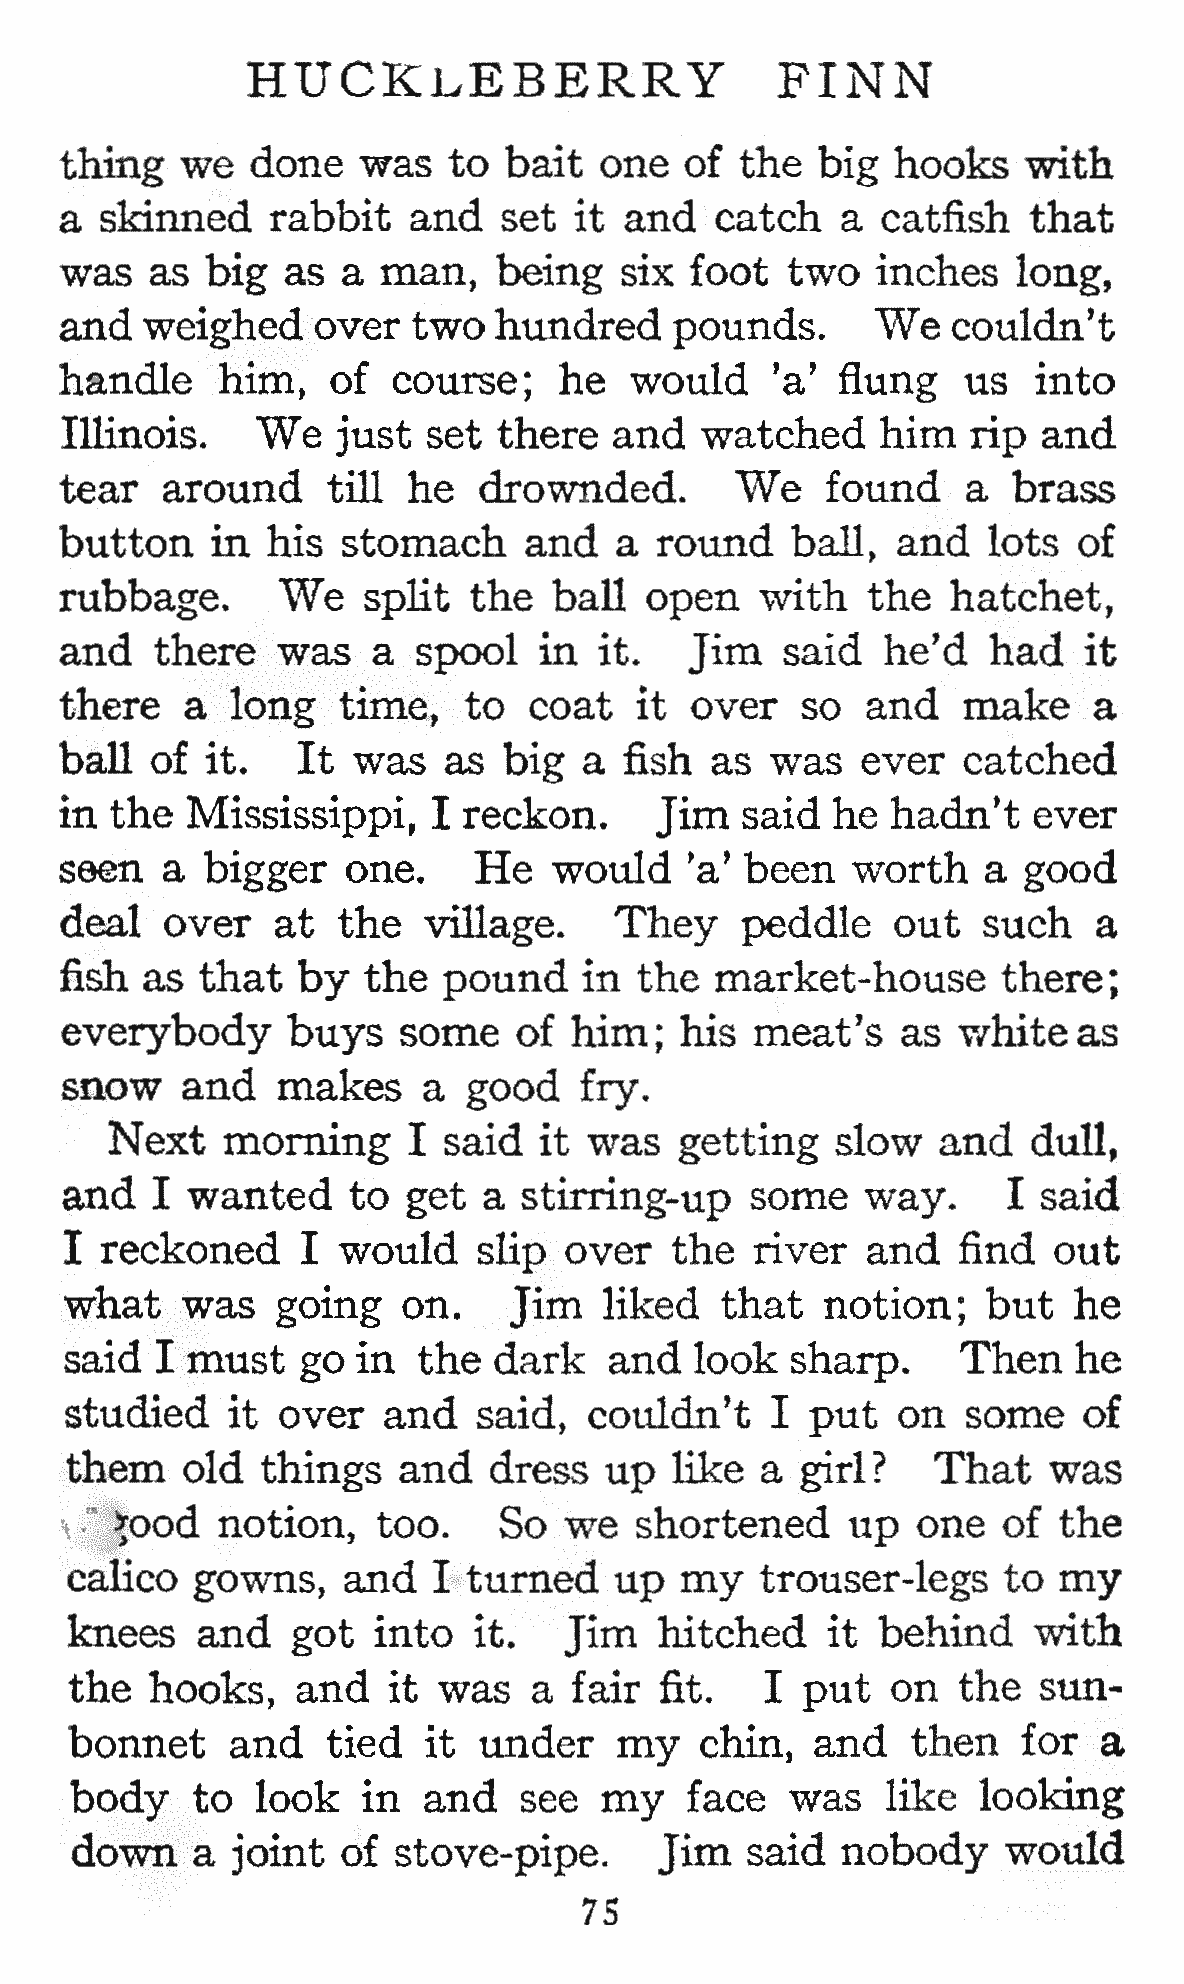 HUCKLEBERRY FINN
thing we done was to bait one of the big hooks with
a skinned rabbit and set it and catch a catfish that
was as big as a man, being six foot two inches long,
and weighed over two hundred pounds. We couldn't
handle him, of course; he would 'a' flung us into
Illinois. We just set there and watched him rip and
tear around till he drownded. We found a brass
button in his stomach and a round ball, and lots of
rubbage. We split the ball open with the hatchet,
and there was a spool in it. Jim said he'd had it
there a long time, to coat it over so and make a
ball of it. It was as big a fish as was ever catched
in the Mississippi, I reckon. Jim said he hadn't ever
seen a bigger one. He would 'a' been worth a good
deal over at the village. They peddle out such a
fish as that by the pound in the market-house there;
everybody buys some of him; his meat's as white as
snow and makes a good fry.
Next morning I said it was getting slow and dull,
and I wanted to get a stirring-up some way. I said
I reckoned I would slip over the river and find out
what was going on. Jim liked that notion; but he
said I must go in the dark and look sharp. Then he
studied it over and said, couldn't I put on some of
them old things and dress up like a girl? That was
good notion, too. So we shortened up one of the
calico gowns, and I turned up my trouser-legs to my
knees and got into it. Jim hitched it behind with
the hooks, and it was a fair fit. I put on the sun-
bonnet and tied it under my chin, and then for a
body to look in and see my face was like looking
down a joint of stove-pipe. Jim said nobody would
75